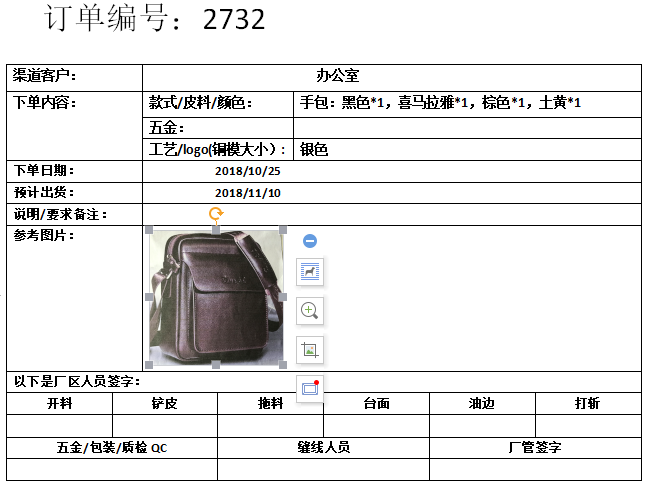 订单编号：2732
渠道客户： 办公室
下单内容： 款式/皮料/颜色： 手包：黑色*1，喜马拉雅*1，棕色*1，土黄*1
五金：
工艺/logo(铜模大小)： 银色
下单日期： 2018/10/25
预计出货： 2018/11/10
说明/要求备注：
参考图片：
以下是厂区人员签字：
开料 铲皮 拖料 台面 油边 打斩
五金/包装/质检 QC 缝线人员 厂管签字